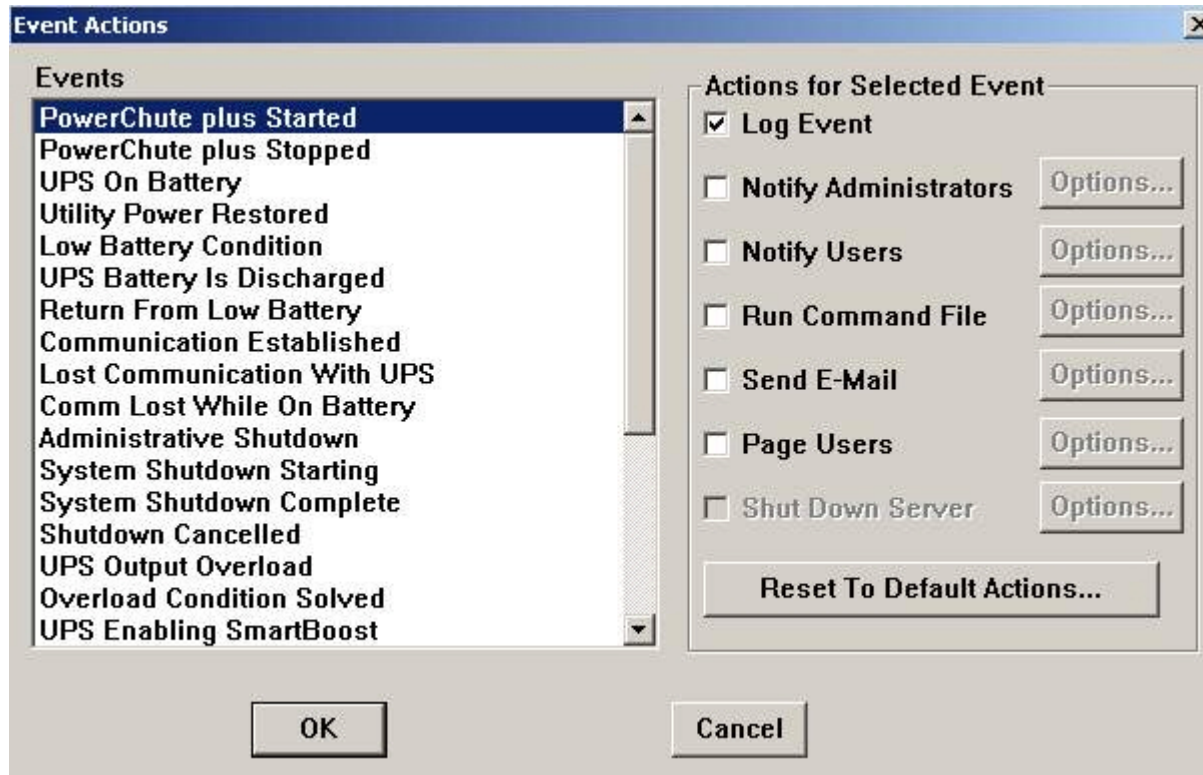 Event Actions
Events
PowerChute plus Started
PowerChute plus Stopped
UPS On Battery
Utility Power Restored
Low Battery Condition
UPS Battery Is Discharged
Return From Low Battery
Communication Established
Lost Communication With UPS
Comm Lost While On Battery
Administrative Shutdown
System Shutdown Starting
System Shutdown Complete
Shutdown Cancelled
UPS Output Overload
Overload Condition Solved
UPS Enabling SmartBoost
Actions for Selected Event
Log Event
Notify Administrators Options...
Notify Users Options...
Run Command File Options...
Send E-Mail Options...
Page Users Options...
Shut Down Server Options...
Reset To Default Actions...
OK Cancel